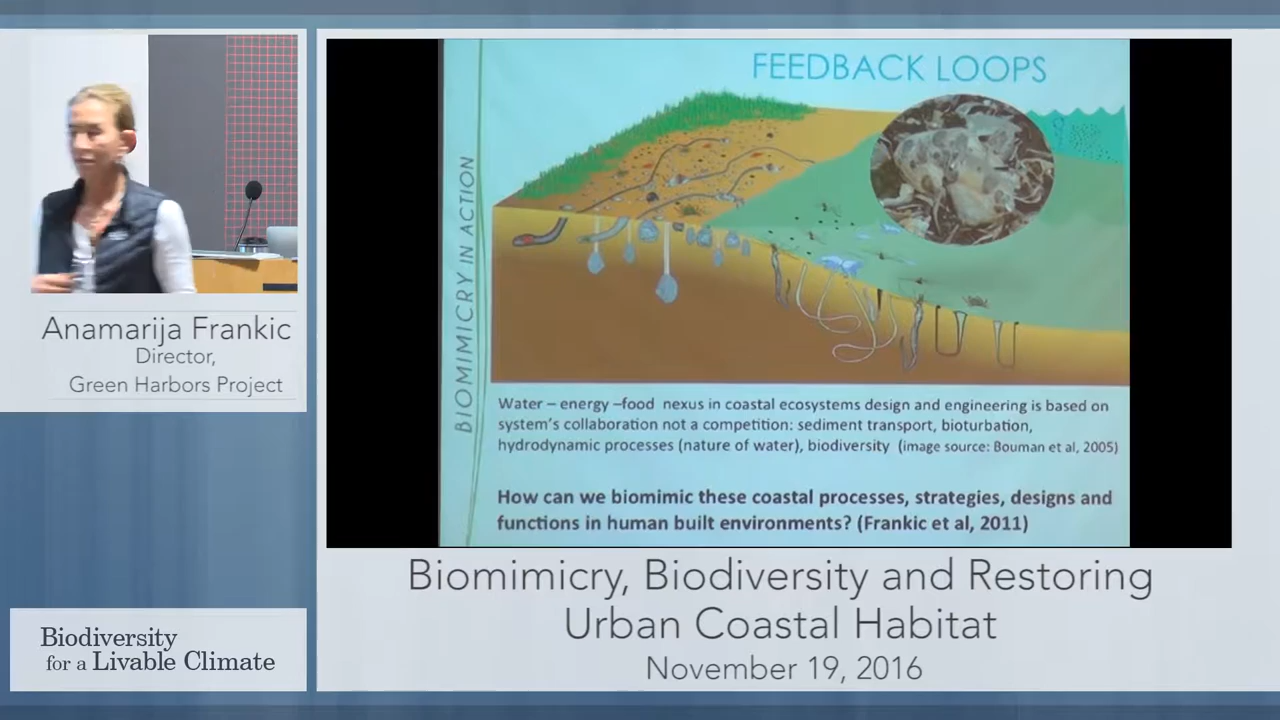 FEEDBACK LOOPS
BIOMIMICRY IN ACTION
Water – energy –food nexus in coastal ecosystems design and engineering is based on
system's collaboration not a competition: sediment transport, bioturbation,
hydrodynamic processes (nature of water), biodiversity (image source: Bouman et al, 2005)
How can we biomimic these coastal processes, strategies, designs and
functions in human built environments? (Frankic et al, 2011)
Anamarija Frankic
Director,
Green Harbors Project
Biodiversity
for a Livable Climate
Biomimicry, Biodiversity and Restoring
Urban Coastal Habitat
November 19, 2016